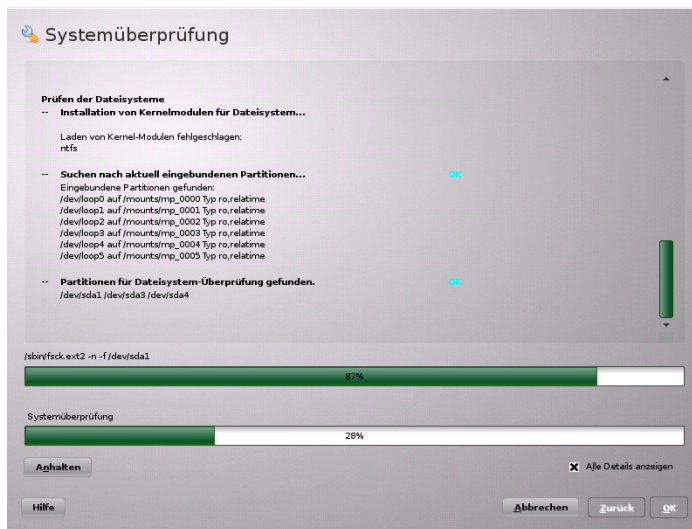 Systemüberprüfung
Prüfen der Dateisysteme
-- Installation von Kernelmodulen für Dateisystem...
Laden von Kernel-Modulen fehlgeschlagen:
ntfs
-- Suchen nach aktuell eingebundenen Partitionen... OK
Eingebundene Partitionen gefunden:
/dev/loop0 auf /mounts/mp_0000 Typ ro,relatime
/dev/loop1 auf /mounts/mp_0001 Typ ro,relatime
/dev/loop2 auf /mounts/mp_0002 Typ ro,relatime
/dev/loop3 auf /mounts/mp_0003 Typ ro,relatime
/dev/loop4 auf /mounts/mp_0004 Typ ro,relatime
/dev/loop5 auf /mounts/mp_0005 Typ ro,relatime
-- Partitionen für Dateisystem-Überprüfung gefunden. OK
/dev/sda1 /dev/sda3 /dev/sda4
/sbin/fsck.ext2 -n -f /dev/sda1
87%
Systemüberprüfung
28%
Anhalten
Alle Details anzeigen
Hilfe
Abbrechen
Zurück
OK